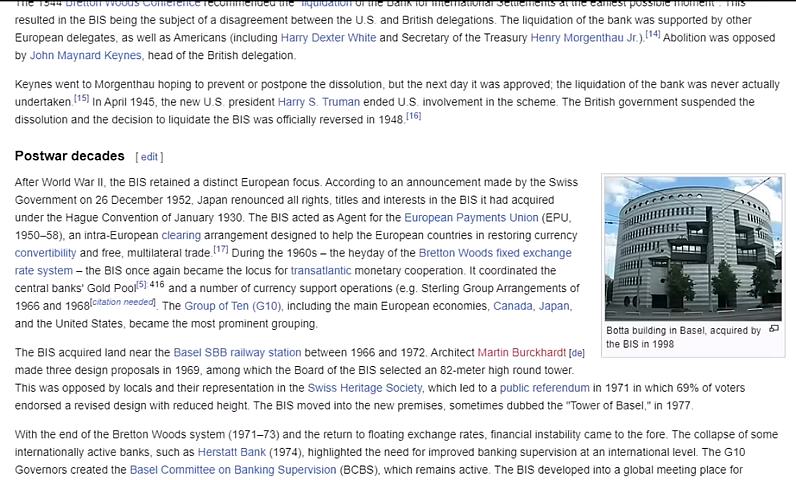 The 1944 Bretton Woods Conference recommended the "liquidation of the Bank for International Settlements at the earliest possible moment". This
resulted in the BIS being the subject of a disagreement between the U.S. and British delegations. The liquidation of the bank was supported by other
European delegates, as well as Americans (including Harry Dexter White and Secretary of the Treasury Henry Morgenthau Jr.).[14] Abolition was opposed
by John Maynard Keynes, head of the British delegation.
Keynes went to Morgenthau hoping to prevent or postpone the dissolution, but the next day it was approved; the liquidation of the bank was never actually
undertaken.[15] In April 1945, the new U.S. president Harry S. Truman ended U.S. involvement in the scheme. The British government suspended the
dissolution and the decision to liquidate the BIS was officially reversed in 1948.[16]
Postwar decades [ edit ]
After World War II, the BIS retained a distinct European focus. According to an announcement made by the Swiss
Government on 26 December 1952, Japan renounced all rights, titles and interests in the BIS it had acquired
under the Hague Convention of January 1930. The BIS acted as Agent for the European Payments Union (EPU,
1950–58), an intra-European clearing arrangement designed to help the European countries in restoring currency
convertibility and free, multilateral trade.[17] During the 1960s – the heyday of the Bretton Woods fixed exchange
rate system – the BIS once again became the locus for transatlantic monetary cooperation. It coordinated the
central banks' Gold Pool[5]: 416 and a number of currency support operations (e.g. Sterling Group Arrangements of
1966 and 1968[citation needed]. The Group of Ten (G10), including the main European economies, Canada, Japan,
and the United States, became the most prominent grouping.
Botta building in Basel, acquired by
the BIS in 1998
The BIS acquired land near the Basel SBB railway station between 1966 and 1972. Architect Martin Burckhardt [de]
made three design proposals in 1969, among which the Board of the BIS selected an 82-meter high round tower.
This was opposed by locals and their representation in the Swiss Heritage Society, which led to a public referendum in 1971 in which 69% of voters
endorsed a revised design with reduced height. The BIS moved into the new premises, sometimes dubbed the "Tower of Basel," in 1977.
With the end of the Bretton Woods system (1971–73) and the return to floating exchange rates, financial instability came to the fore. The collapse of some
internationally active banks, such as Herstatt Bank (1974), highlighted the need for improved banking supervision at an international level. The G10
Governors created the Basel Committee on Banking Supervision (BCBS), which remains active. The BIS developed into a global meeting place for